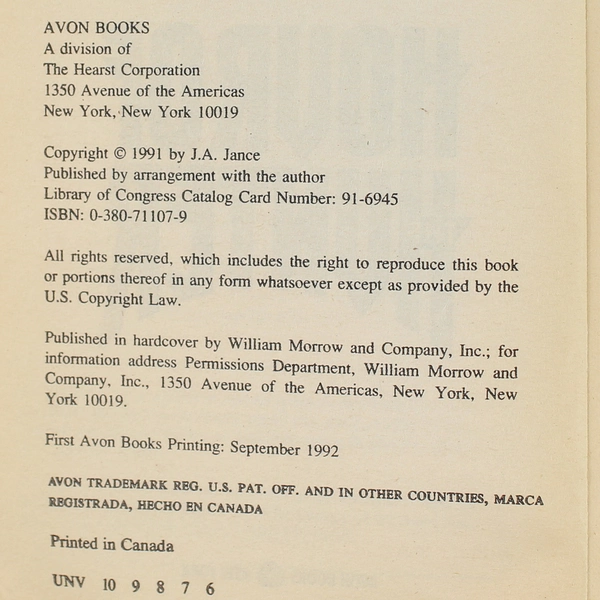 AVON BOOKS
A division of
The Hearst Corporation
1350 Avenue of the Americas
New York, New York 10019
Copyright © 1991 by J.A. Jance
Published by arrangement with the author
Library of Congress Catalog Card Number: 91-6945
ISBN: 0-380-71107-9
All rights reserved, which includes the right to reproduce this book
or portions thereof in any form whatsoever except as provided by the
U.S. Copyright Law.
Published in hardcover by William Morrow and Company, Inc.; for
information address Permissions Department, William Morrow and
Company, Inc., 1350 Avenue of the Americas, New York, New
York 10019.
First Avon Books Printing: September 1992
AVON TRADEMARK REG. U.S. PAT. OFF. AND IN OTHER COUNTRIES, MARCA
REGISTRADA, HECHO EN CANADA
Printed in Canada
UNV 10 9 8 7 6